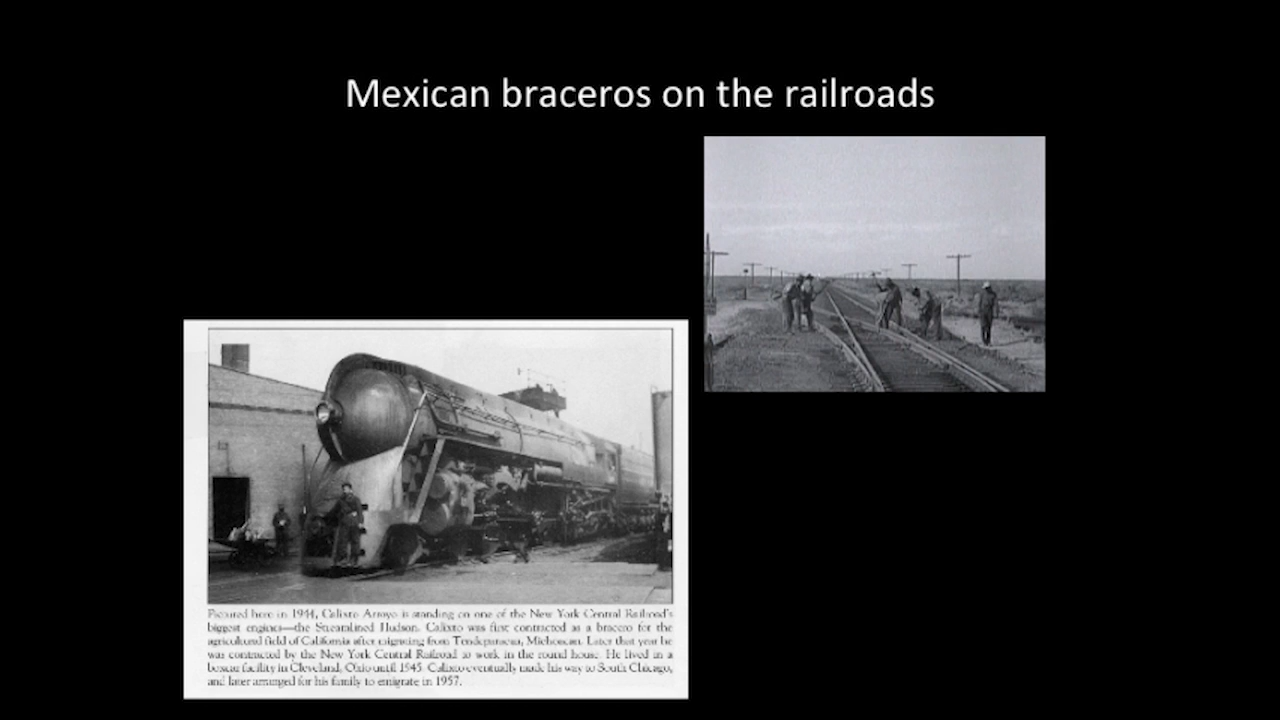 Mexican braceros on the railroads
Pictured here in 1944, Calixto Arroyo is standing on one of the New York Central Railroad's
biggest engines—the Streamlined Hudson. Calixto was first contracted as a bracero for the
agricultural field of California after migrating from Michoacan. Later that year he
was contracted by the New York Central Railroad to work in the round house. He lived in a
boxcar facility in Cleveland, Ohio until 1945. Calixto eventually made his way to South Chicago,
and later arranged for his family to emigrate in 1957.